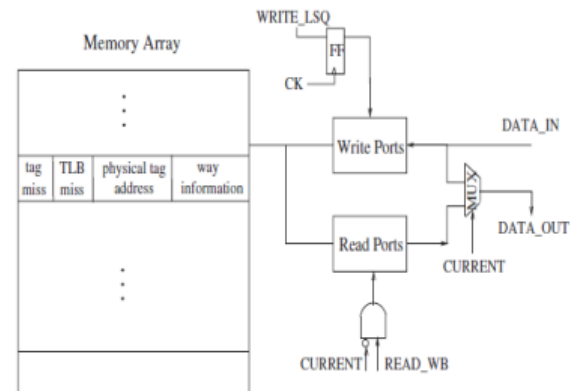 WRITE_LSQ
Memory Array
FF
CK
DATA_IN
Write Ports
tag miss
TLB miss
physical tag address
way information
MUX
DATA_OUT
Read Ports
CURRENT
CURRENT
READ_WB